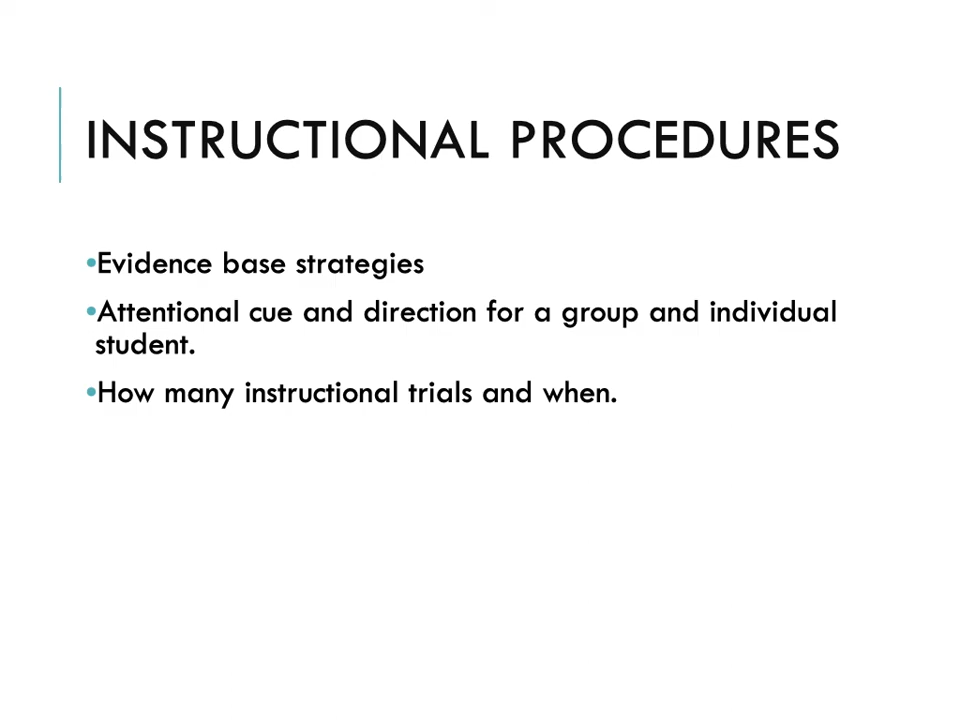 INSTRUCTIONAL PROCEDURES
•Evidence base strategies
•Attentional cue and direction for a group and individual
student.
•How many instructional trials and when.